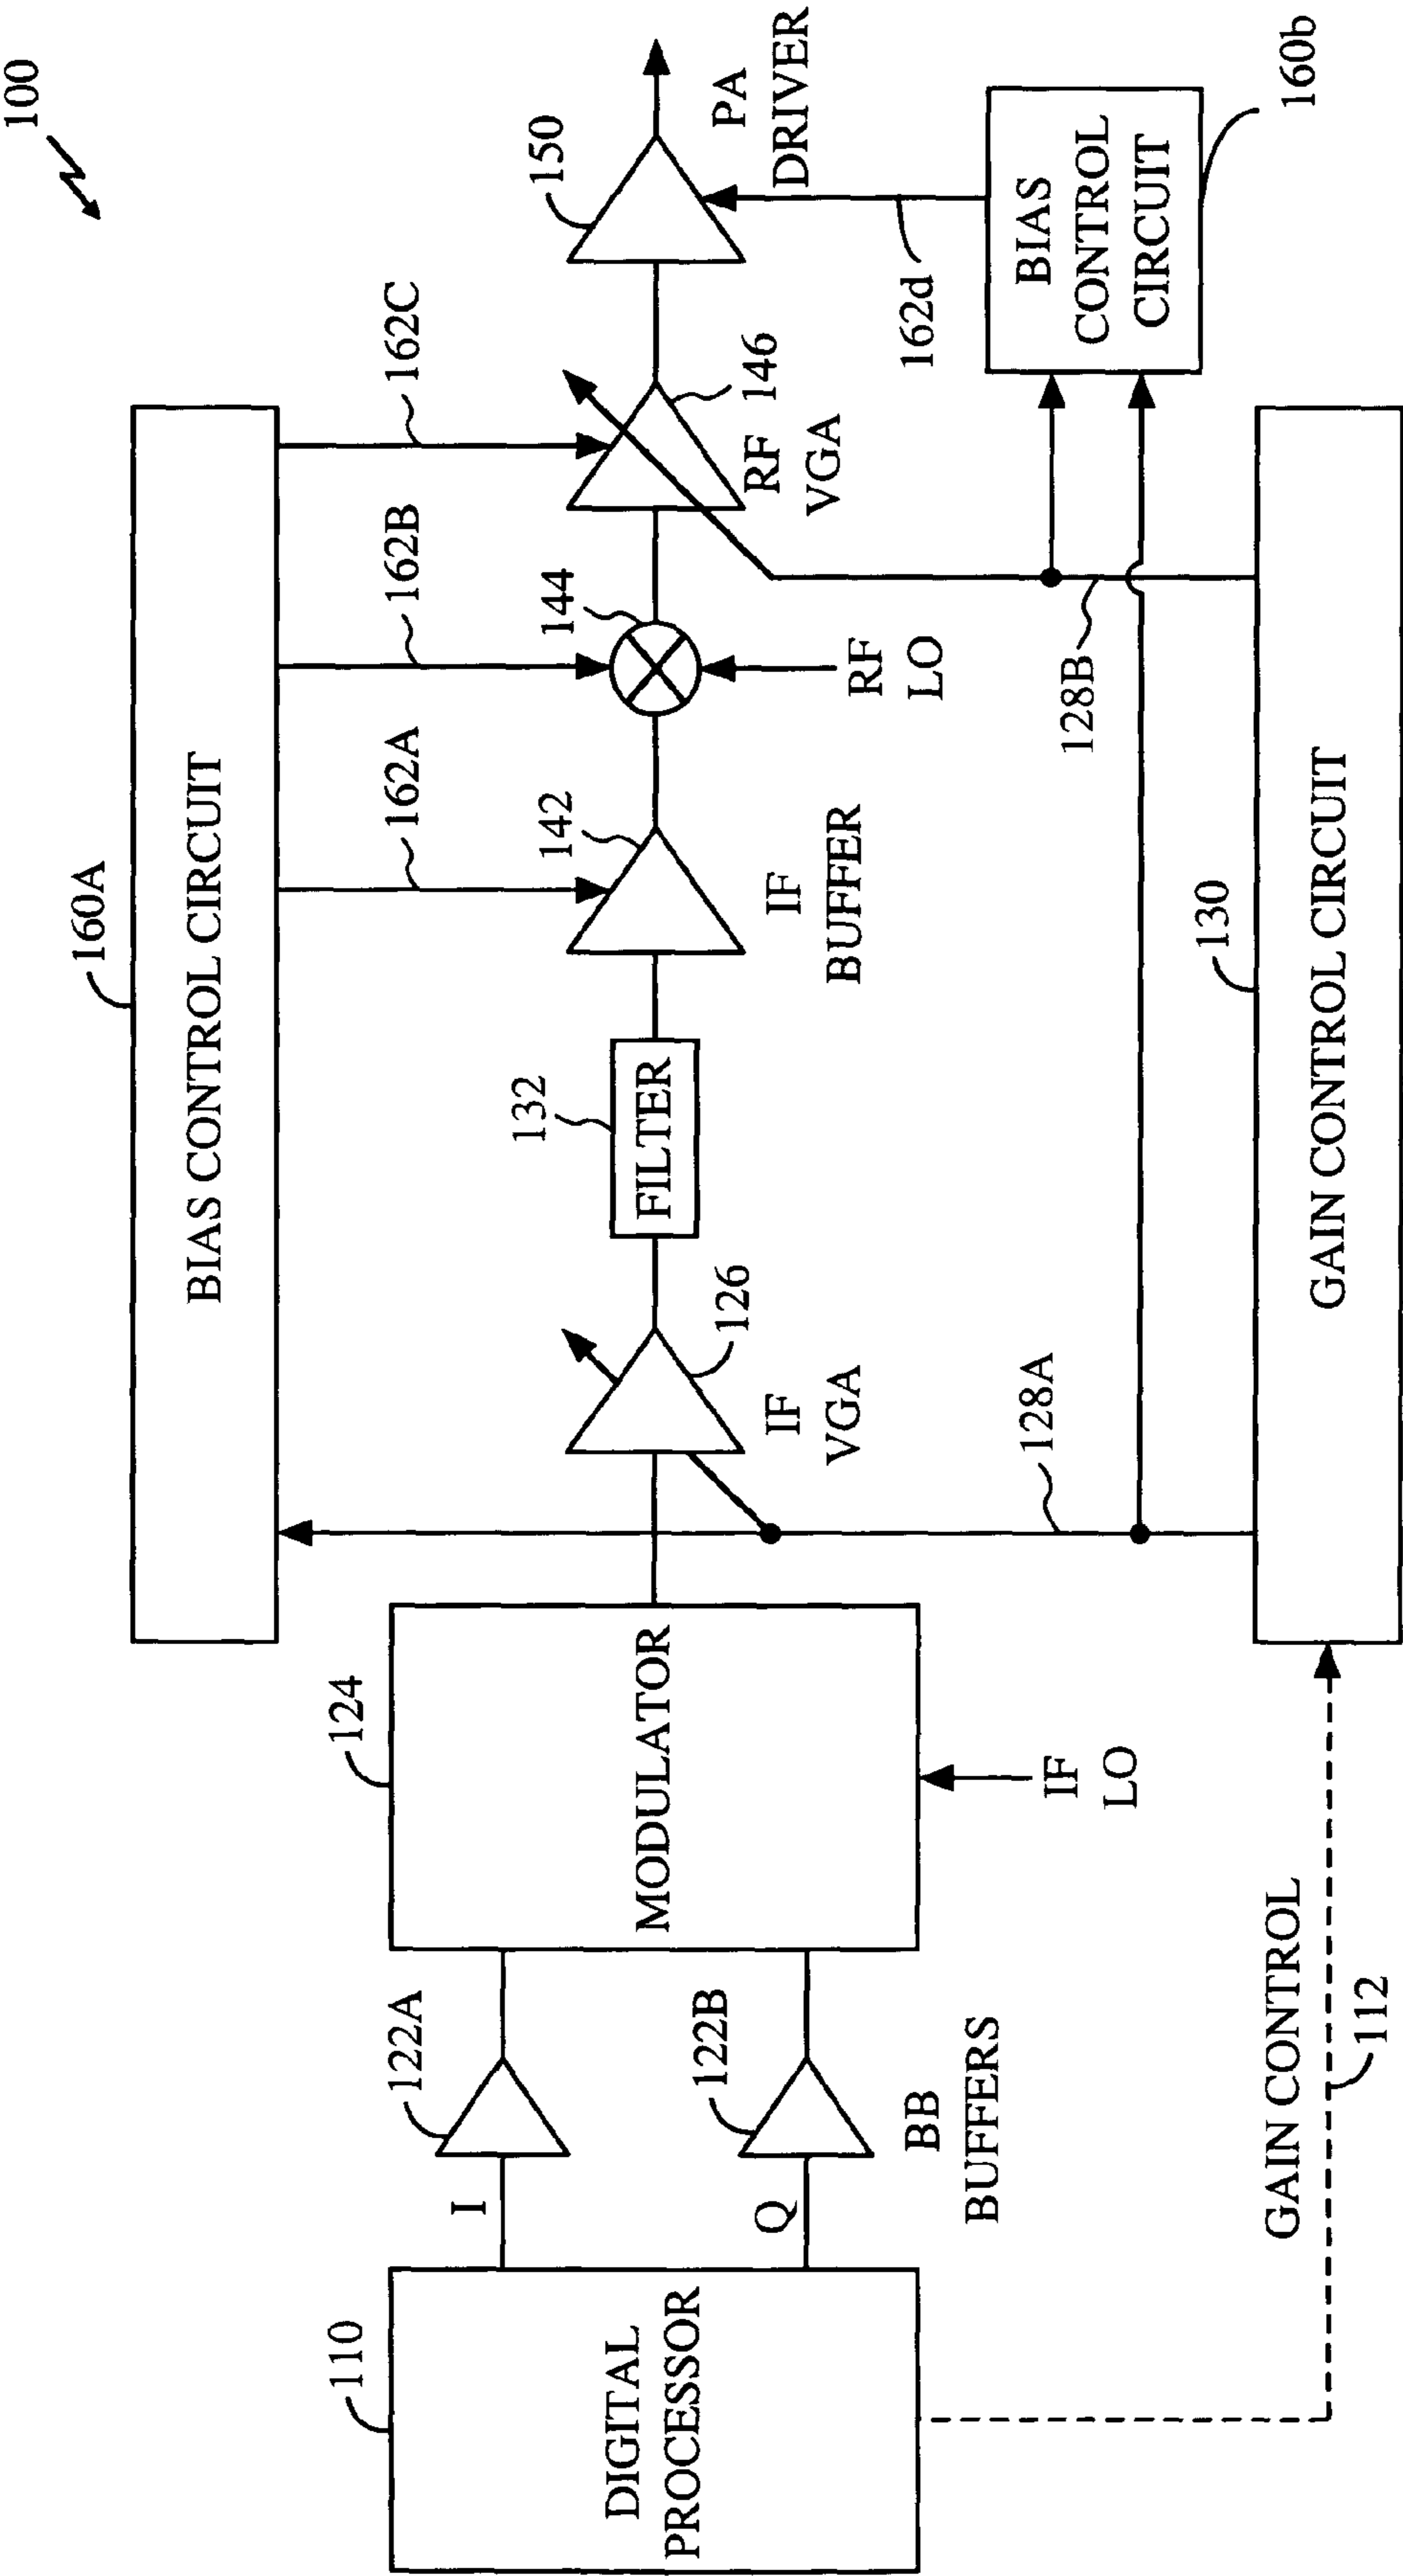 100
160A
BIAS CONTROL CIRCUIT
162A
162B
162C
110
DIGITAL
PROCESSOR
I
Q
122A
122B
BB
BUFFERS
124
MODULATOR
IF
LO
126
IF
VGA
132
FILTER
142
IF
BUFFER
144
RF
LO
146
RF
VGA
150
PA
DRIVER
162d
BIAS
CONTROL
CIRCUIT
160b
128A
128B
130
GAIN CONTROL CIRCUIT
GAIN CONTROL
112